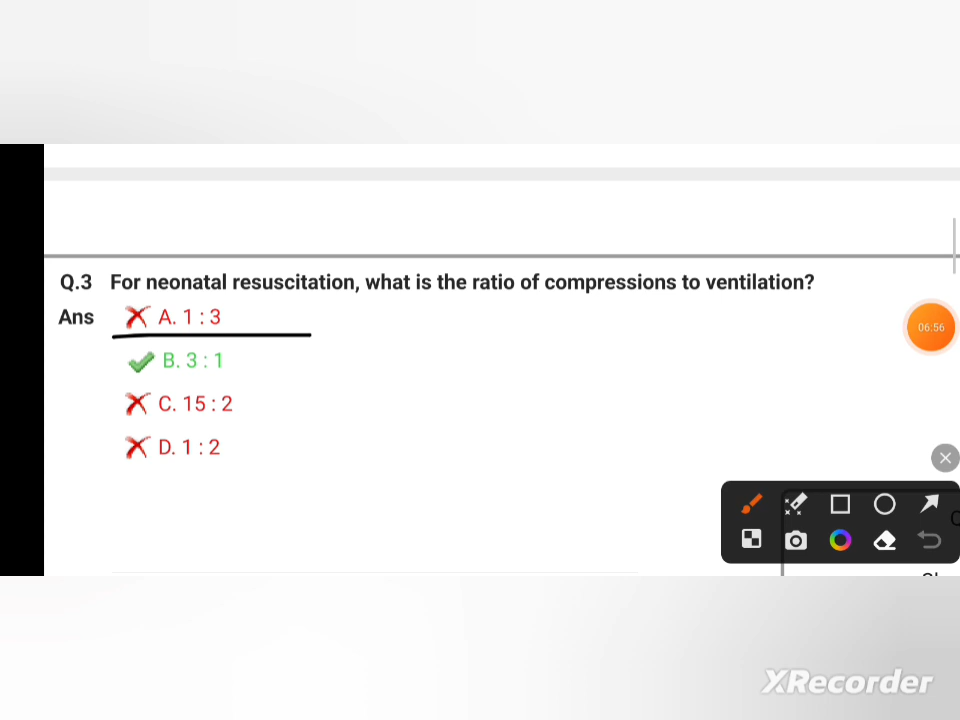 Q.3 For neonatal resuscitation, what is the ratio of compressions to ventilation?
Ans A. 1 : 3
B. 3 : 1
C. 15 : 2
D. 1 : 2
06:56
XRecorder